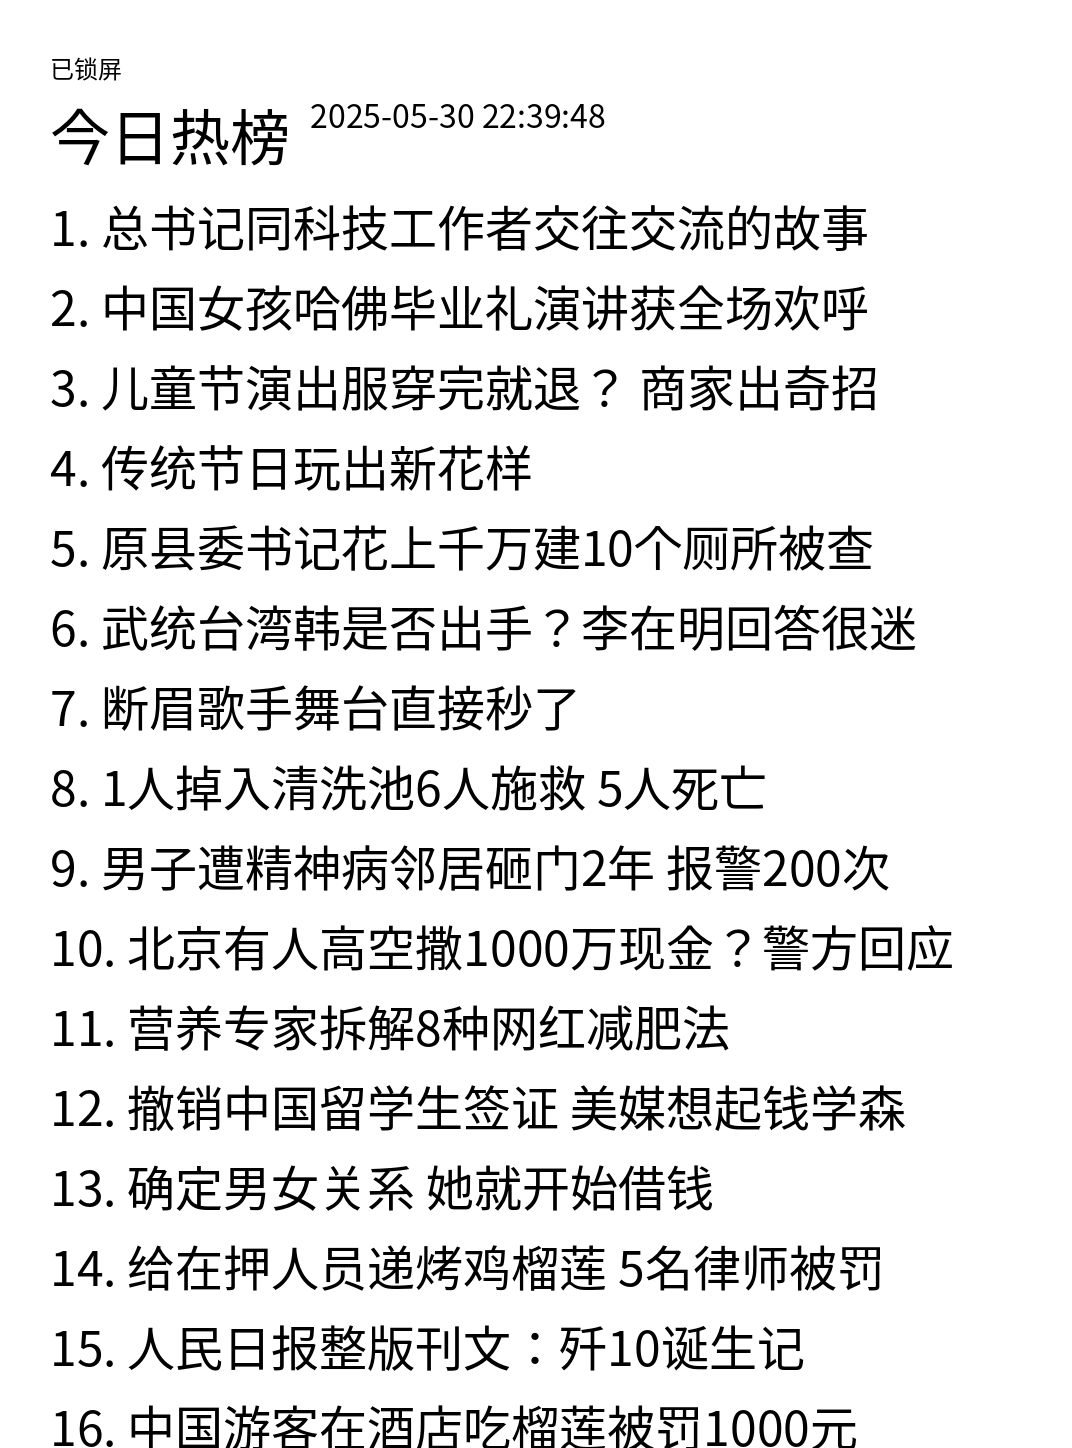 已锁屏
今日热榜 2025-05-30 22:39:48
1. 总书记同科技工作者交往交流的故事
2. 中国女孩哈佛毕业礼演讲获全场欢呼
3. 儿童节演出服穿完就退？ 商家出奇招
4. 传统节日玩出新花样
5. 原县委书记花上千万建10个厕所被查
6. 武统台湾韩是否出手？李在明回答很迷
7. 断眉歌手舞台直接秒了
8. 1人掉入清洗池6人施救 5人死亡
9. 男子遭精神病邻居砸门2年 报警200次
10. 北京有人高空撒1000万现金？警方回应
11. 营养专家拆解8种网红减肥法
12. 撤销中国留学生签证 美媒想起钱学森
13. 确定男女关系 她就开始借钱
14. 给在押人员递烤鸡榴莲 5名律师被罚
15. 人民日报整版刊文：歼10诞生记
16. 中国游客在酒店吃榴莲被罚1000元